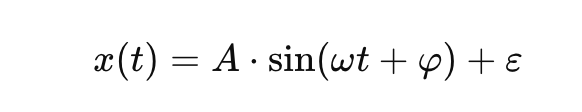 x(t) = A · sin(ωt + φ) + ε